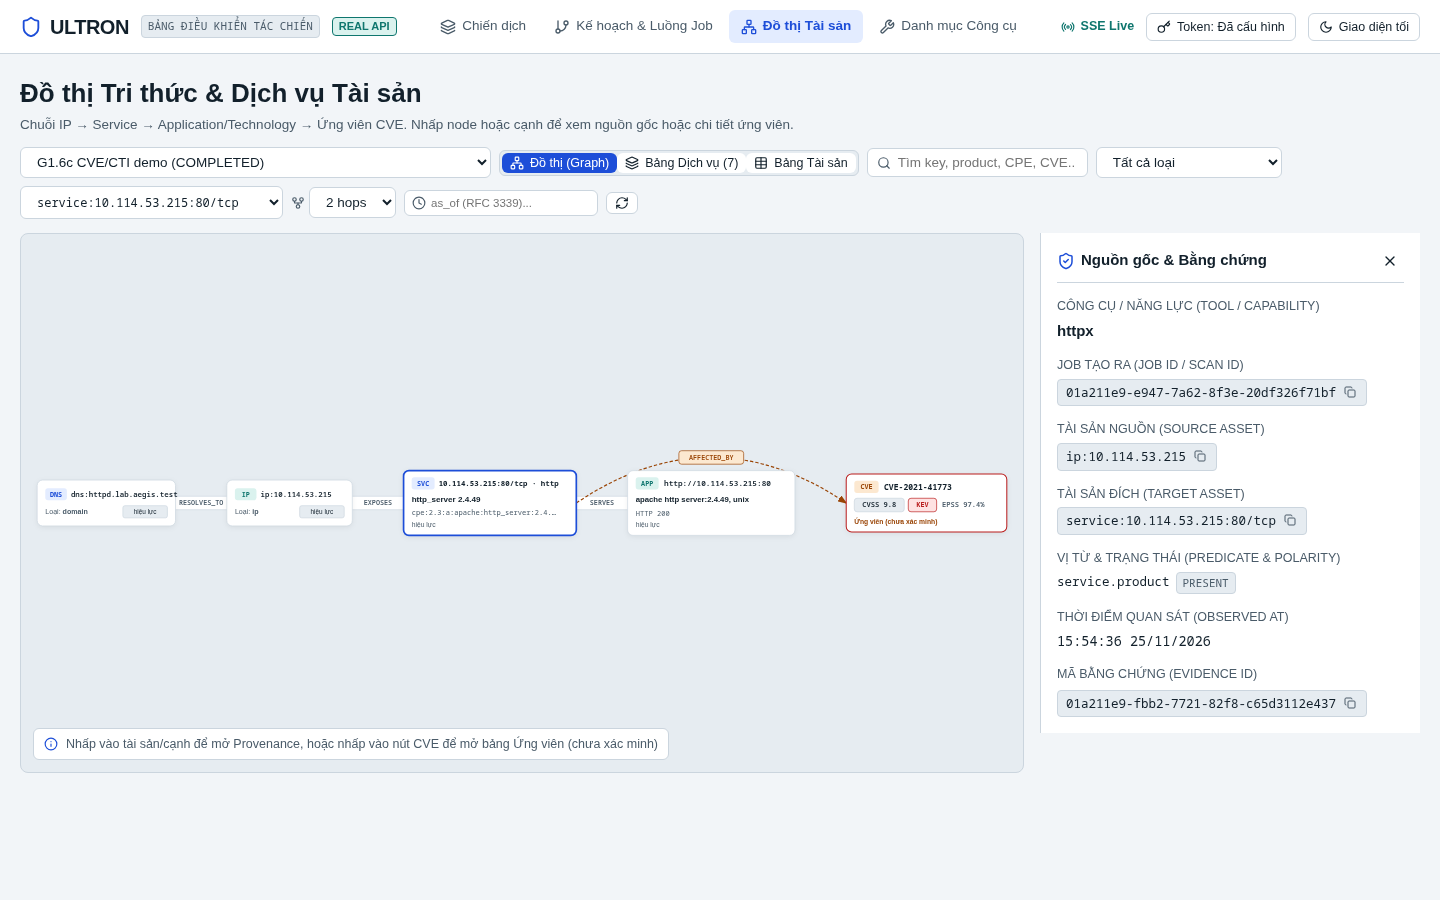 ULTRON BẢNG ĐIỀU KHIỂN TÁC CHIẾN REAL API Chiến dịch Kế hoạch & Luồng Job Đồ thị Tài sản Danh mục Công cụ SSE Live Token: Đã cấu hình Giao diện tối
Đồ thị Tri thức & Dịch vụ Tài sản
Chuỗi IP → Service → Application/Technology → Ứng viên CVE. Nhấp node hoặc cạnh để xem nguồn gốc hoặc chi tiết ứng viên.
G1.6c CVE/CTI demo (COMPLETED) Đồ thị (Graph) Bảng Dịch vụ (7) Bảng Tài sản Tìm key, product, CPE, CVE.. Tất cả loại
service:10.114.53.215:80/tcp 2 hops as_of (RFC 3339)...
AFFECTED_BY
DNS dns:httpd.lab.aegis.test
Loại: domain hiệu lực
RESOLVES_TO
IP ip:10.114.53.215
Loại: ip hiệu lực
EXPOSES
SVC 10.114.53.215:80/tcp · http
http_server 2.4.49
cpe:2.3:a:apache:http_server:2.4.…
hiệu lực
SERVES
APP http://10.114.53.215:80
apache http server:2.4.49, unix
HTTP 200
hiệu lực
CVE CVE-2021-41773
CVSS 9.8 KEV EPSS 97.4%
Ứng viên (chưa xác minh)
Nhấp vào tài sản/cạnh để mở Provenance, hoặc nhấp vào nút CVE để mở bảng Ứng viên (chưa xác minh)
Nguồn gốc & Bằng chứng
CÔNG CỤ / NĂNG LỰC (TOOL / CAPABILITY)
httpx
JOB TẠO RA (JOB ID / SCAN ID)
01a211e9-e947-7a62-8f3e-20df326f71bf
TÀI SẢN NGUỒN (SOURCE ASSET)
ip:10.114.53.215
TÀI SẢN ĐÍCH (TARGET ASSET)
service:10.114.53.215:80/tcp
VỊ TỪ & TRẠNG THÁI (PREDICATE & POLARITY)
service.product PRESENT
THỜI ĐIỂM QUAN SÁT (OBSERVED AT)
15:54:36 25/11/2026
MÃ BẰNG CHỨNG (EVIDENCE ID)
01a211e9-fbb2-7721-82f8-c65d3112e437